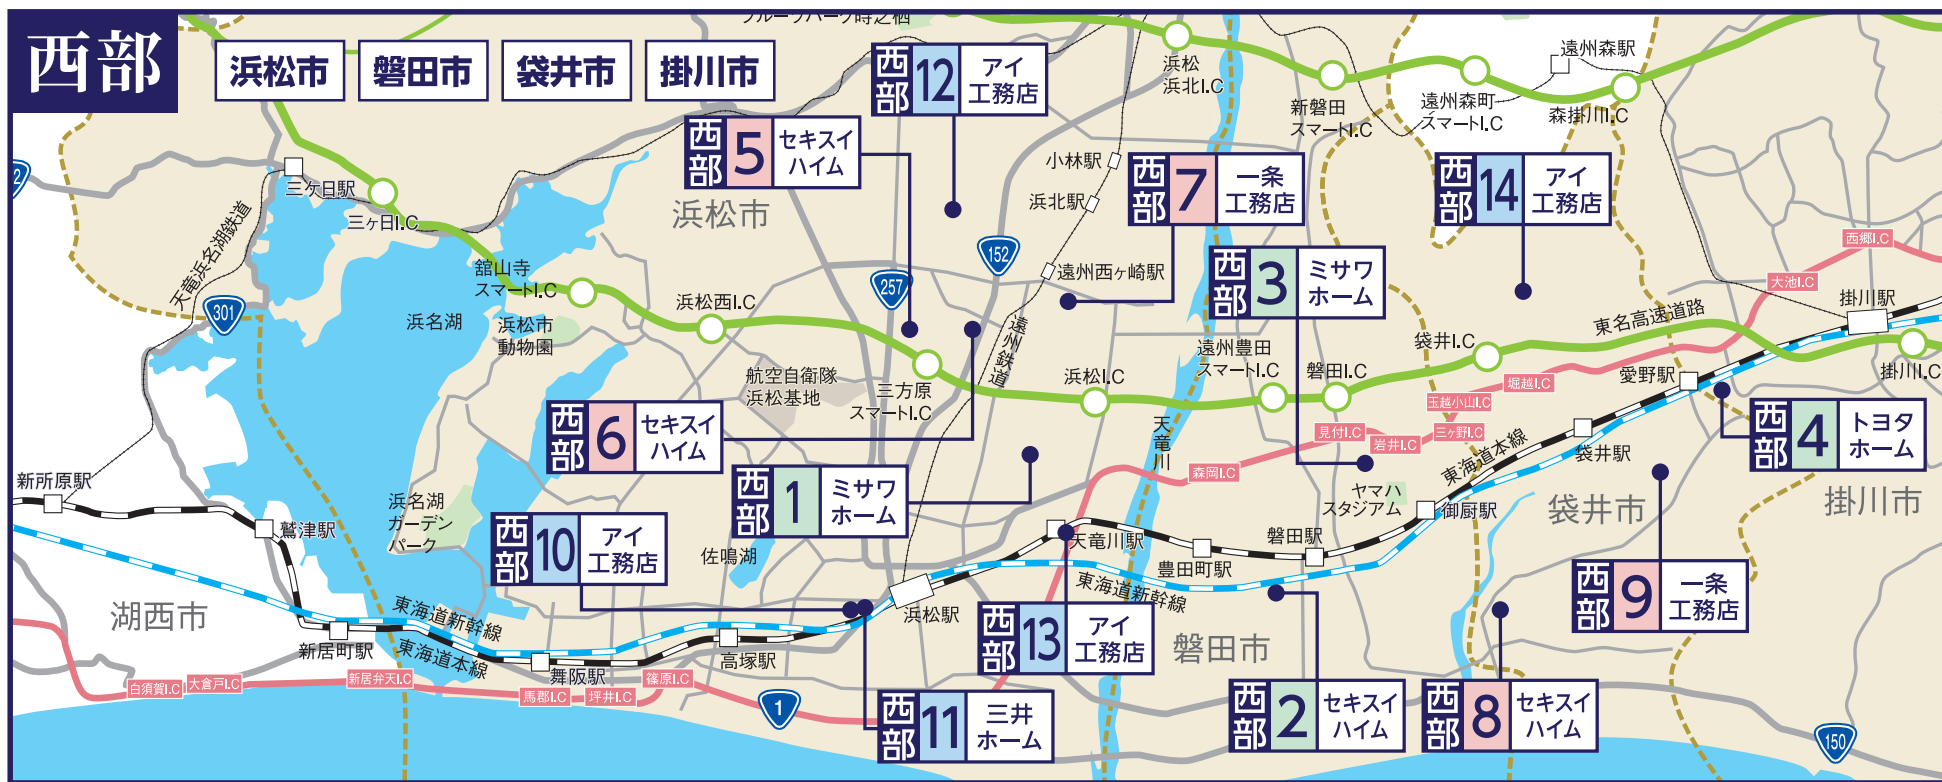 西部
浜松市
磐田市
袋井市
掛川市
フルーツパーク時之栖
西部
12
アイ
工務店
浜松
浜北I.C
新磐田
スマートI.C
遠州森町
スマートI.C
遠州森駅
森掛川I.C
西部
5
セキスイ
ハイム
小林駅
浜北駅
西部
7
一条
工務店
西部
14
アイ
工務店
三ケ日駅
三ヶ日I.C
天竜浜名湖鉄道
浜松市
152
遠州西ヶ崎駅
西部
3
ミサワ
ホーム
西郷I.C
大池I.C
掛川駅
舘山寺
スマートI.C
浜松西I.C
257
301
浜名湖
浜松市
動物園
遠州鉄道
遠州豊田
スマートI.C
磐田I.C
袋井I.C
東名高速道路
愛野駅
掛川I.C
航空自衛隊
浜松基地
三方原
スマートI.C
浜松I.C
堀越I.C
玉越小山I.C
三ヶ野I.C
見付I.C
岩井I.C
森岡I.C
天竜川
西部
6
セキスイ
ハイム
西部
4
トヨタ
ホーム
東海道本線
袋井駅
西部
1
ミサワ
ホーム
新所原駅
鷲津駅
浜名湖
ガーデン
パーク
西部
10
アイ
工務店
佐鳴湖
天竜川駅
豊田町駅
磐田駅
ヤマハ
スタジアム
御厨駅
袋井市
掛川市
湖西市
東海道新幹線
東海道本線
新居町駅
舞阪駅
高塚駅
浜松駅
東海道新幹線
西部
13
アイ
工務店
磐田市
西部
9
一条
工務店
白須賀I.C
大倉戸I.C
新居弁天I.C
馬郡I.C
坪井I.C
篠原I.C
1
西部
11
三井
ホーム
西部
2
セキスイ
ハイム
西部
8
セキスイ
ハイム
150